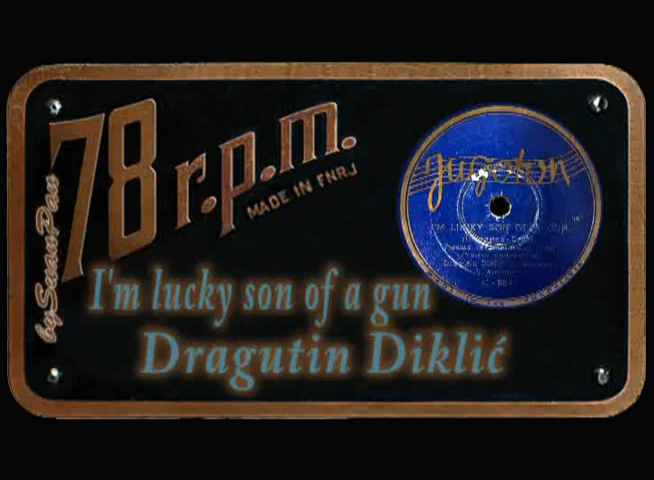 78 r.p.m.
MADE IN FNRJ
bySuanPan
I'm lucky son of a gun
Dragutin Diklić
jugoton
I'M LUCKY SON OF A GUN